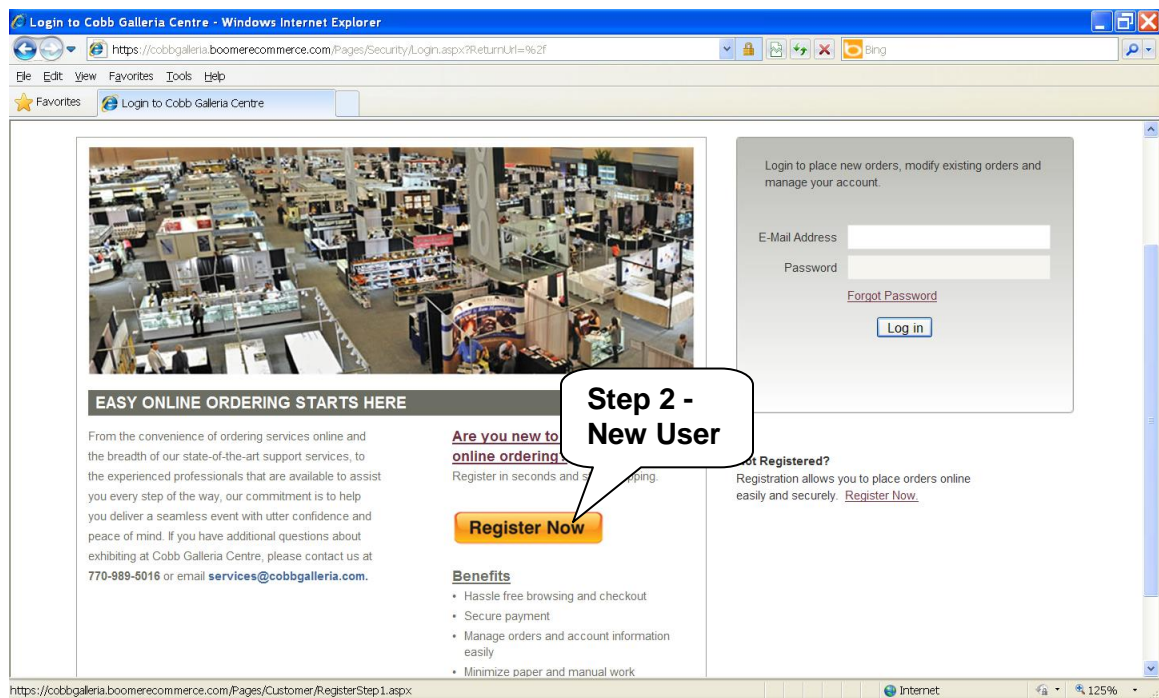 Login to Cobb Galleria Centre - Windows Internet Explorer
https://cobbgalleria.boomerecommerce.com/Pages/Security/Login.aspx?ReturnUrl=%2f
Bing
File Edit View Favorites Tools Help
Favorites
Login to Cobb Galleria Centre
Login to place new orders, modify existing orders and
manage your account.
E-Mail Address
Password
Forgot Password
Log in
EASY ONLINE ORDERING STARTS HERE
From the convenience of ordering services online and
the breadth of our state-of-the-art support services, to
the experienced professionals that are available to assist
you every step of the way, our commitment is to help
you deliver a seamless event with utter confidence and
peace of mind. If you have additional questions about
exhibiting at Cobb Galleria Centre, please contact us at
770-989-5016 or email services@cobbgalleria.com.
Are you new to
online ordering?
Register in seconds and shopping.
Step 2 -
New User
Register Now
Benefits
• Hassle free browsing and checkout
• Secure payment
• Manage orders and account information
easily
• Minimize paper and manual work
Not Registered?
Registration allows you to place orders online
easily and securely. Register Now.
https://cobbgalleria.boomerecommerce.com/Pages/Customer/RegisterStep1.aspx
Internet
125%